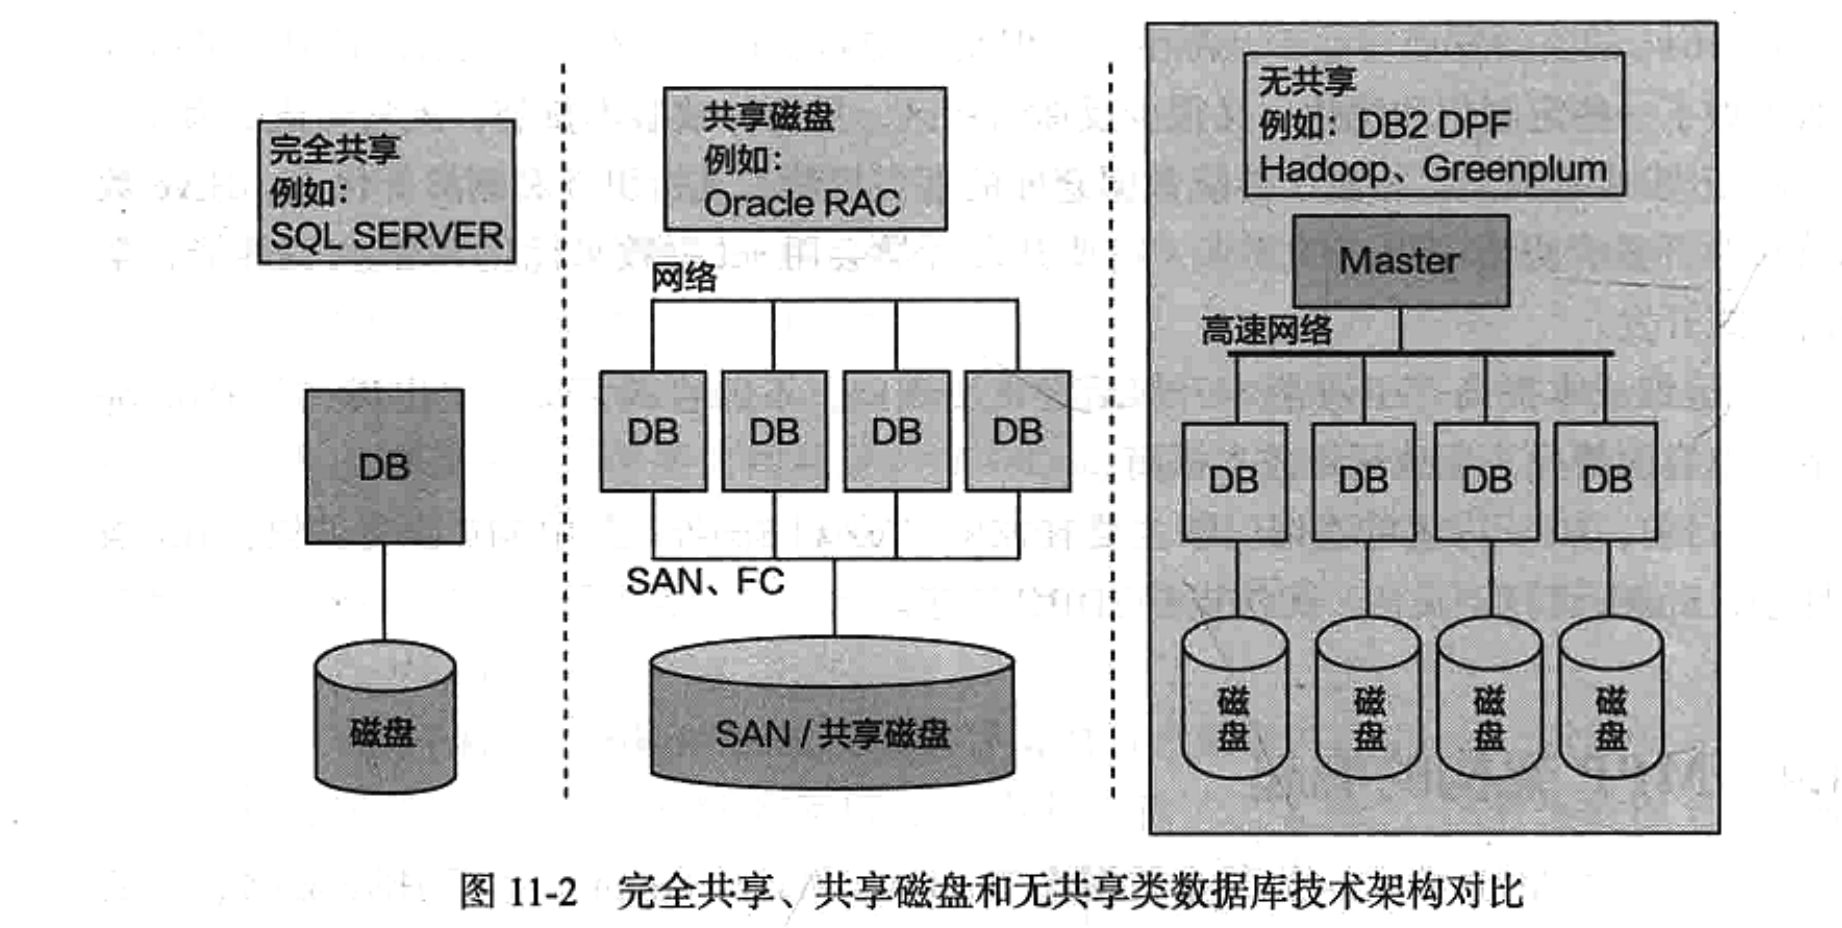 完全共享
例如：
SQL SERVER
DB
磁盘
共享磁盘
例如：
Oracle RAC
网络
DB DB DB DB
SAN、FC
SAN / 共享磁盘
无共享
例如：DB2 DPF
Hadoop、Greenplum
Master
高速网络
DB DB DB DB
磁盘 磁盘 磁盘 磁盘
图 11-2 完全共享、共享磁盘和无共享类数据库技术架构对比